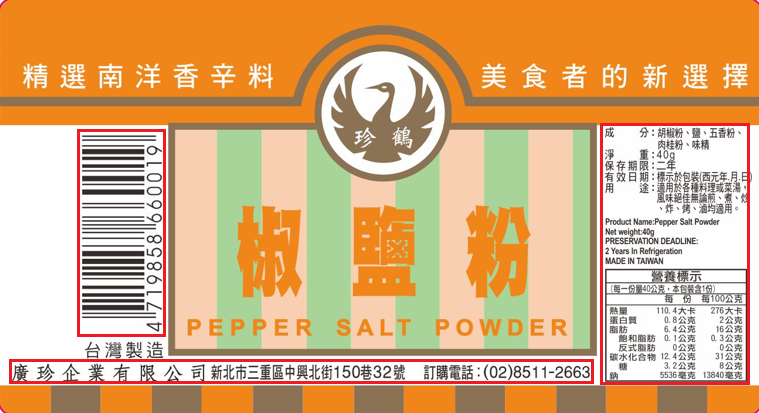 精選南洋香辛料
美食者的新選擇
珍鶴
椒鹽粉
PEPPER SALT POWDER
4 719858 660019
台灣製造
廣珍企業有限公司 新北市三重區中興北街150巷32號 訂購電話：(02)8511-2663
成分：胡椒粉、鹽、五香粉、
肉桂粉、味精
淨重：40g
保存期限：二年
有效日期：標示於包裝(西元年.月.日)
用途：適用於各種料理或菜湯，
風味絕佳無論煎、煮、炒
、炸、烤、滷均適用。
Product Name:Pepper Salt Powder
Net weight:40g
PRESERVATION DEADLINE:
2 Years In Refrigeration
MADE IN TAIWAN
營養標示
(每一份量40公克，本包裝含1份)
每份 每100公克
熱量 110.4大卡 276大卡
蛋白質 0.8公克 2公克
脂肪 6.4公克 16公克
飽和脂肪 0.1公克 0.3公克
反式脂肪 0公克 0公克
碳水化合物 12.4公克 31公克
糖 3.2公克 8公克
鈉 5536毫克 13840毫克